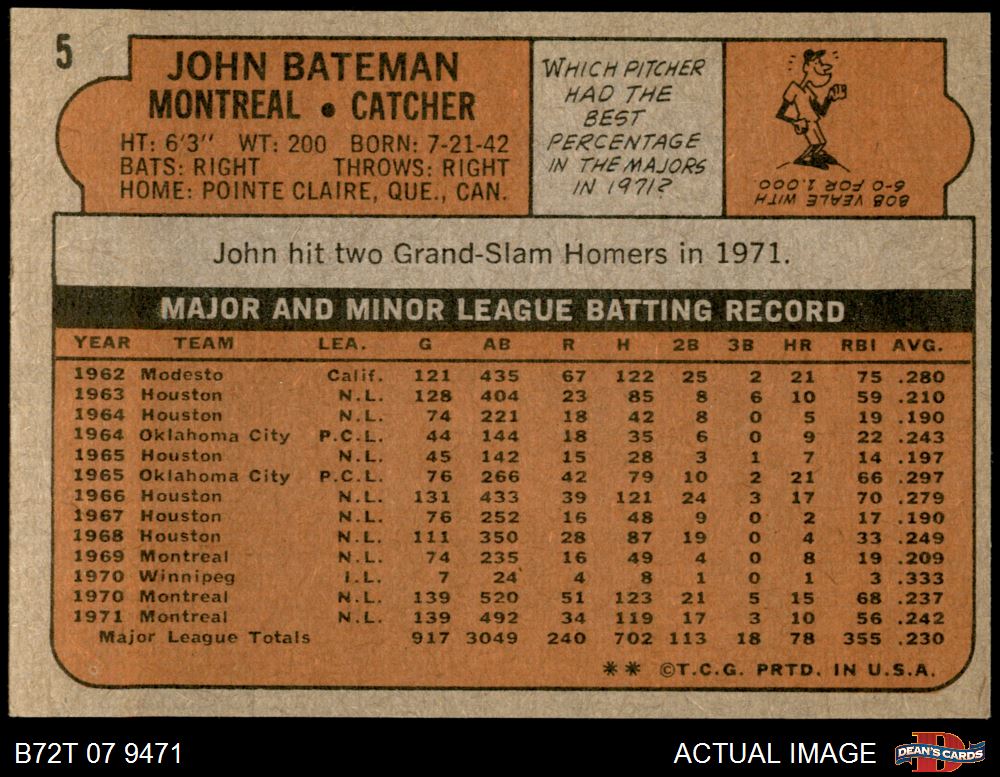 5
JOHN BATEMAN
MONTREAL • CATCHER
HT: 6'3" WT: 200 BORN: 7-21-42
BATS: RIGHT THROWS: RIGHT
HOME: POINTE CLAIRE, QUE., CAN.
WHICH PITCHER
HAD THE
BEST
PERCENTAGE
IN THE MAJORS
IN 1971?
BOB VEALE WITH
6-0 FOR 1.000
John hit two Grand-Slam Homers in 1971.
MAJOR AND MINOR LEAGUE BATTING RECORD
YEAR TEAM LEA. G AB R H 2B 3B HR RBI AVG.
1962 Modesto Calif. 121 435 67 122 25 2 21 75 .280
1963 Houston N.L. 128 404 23 85 8 6 10 59 .210
1964 Houston N.L. 74 221 18 42 8 0 5 19 .190
1964 Oklahoma City P.C.L. 44 144 18 35 6 0 9 22 .243
1965 Houston N.L. 45 142 15 28 3 1 7 14 .197
1965 Oklahoma City P.C.L. 76 266 42 79 10 2 21 66 .297
1966 Houston N.L. 131 433 39 121 24 3 17 70 .279
1967 Houston N.L. 76 252 16 48 9 0 2 17 .190
1968 Houston N.L. 111 350 28 87 19 0 4 33 .249
1969 Montreal N.L. 74 235 16 49 4 0 8 19 .209
1970 Winnipeg I.L. 7 24 4 8 1 0 1 3 .333
1970 Montreal N.L. 139 520 51 123 21 5 15 68 .237
1971 Montreal N.L. 139 492 34 119 17 3 10 56 .242
Major League Totals 917 3049 240 702 113 18 78 355 .230
** ©T.C.G. PRTD. IN U.S.A.
B72T 07 9471
ACTUAL IMAGE
D
DEAN'S CARDS